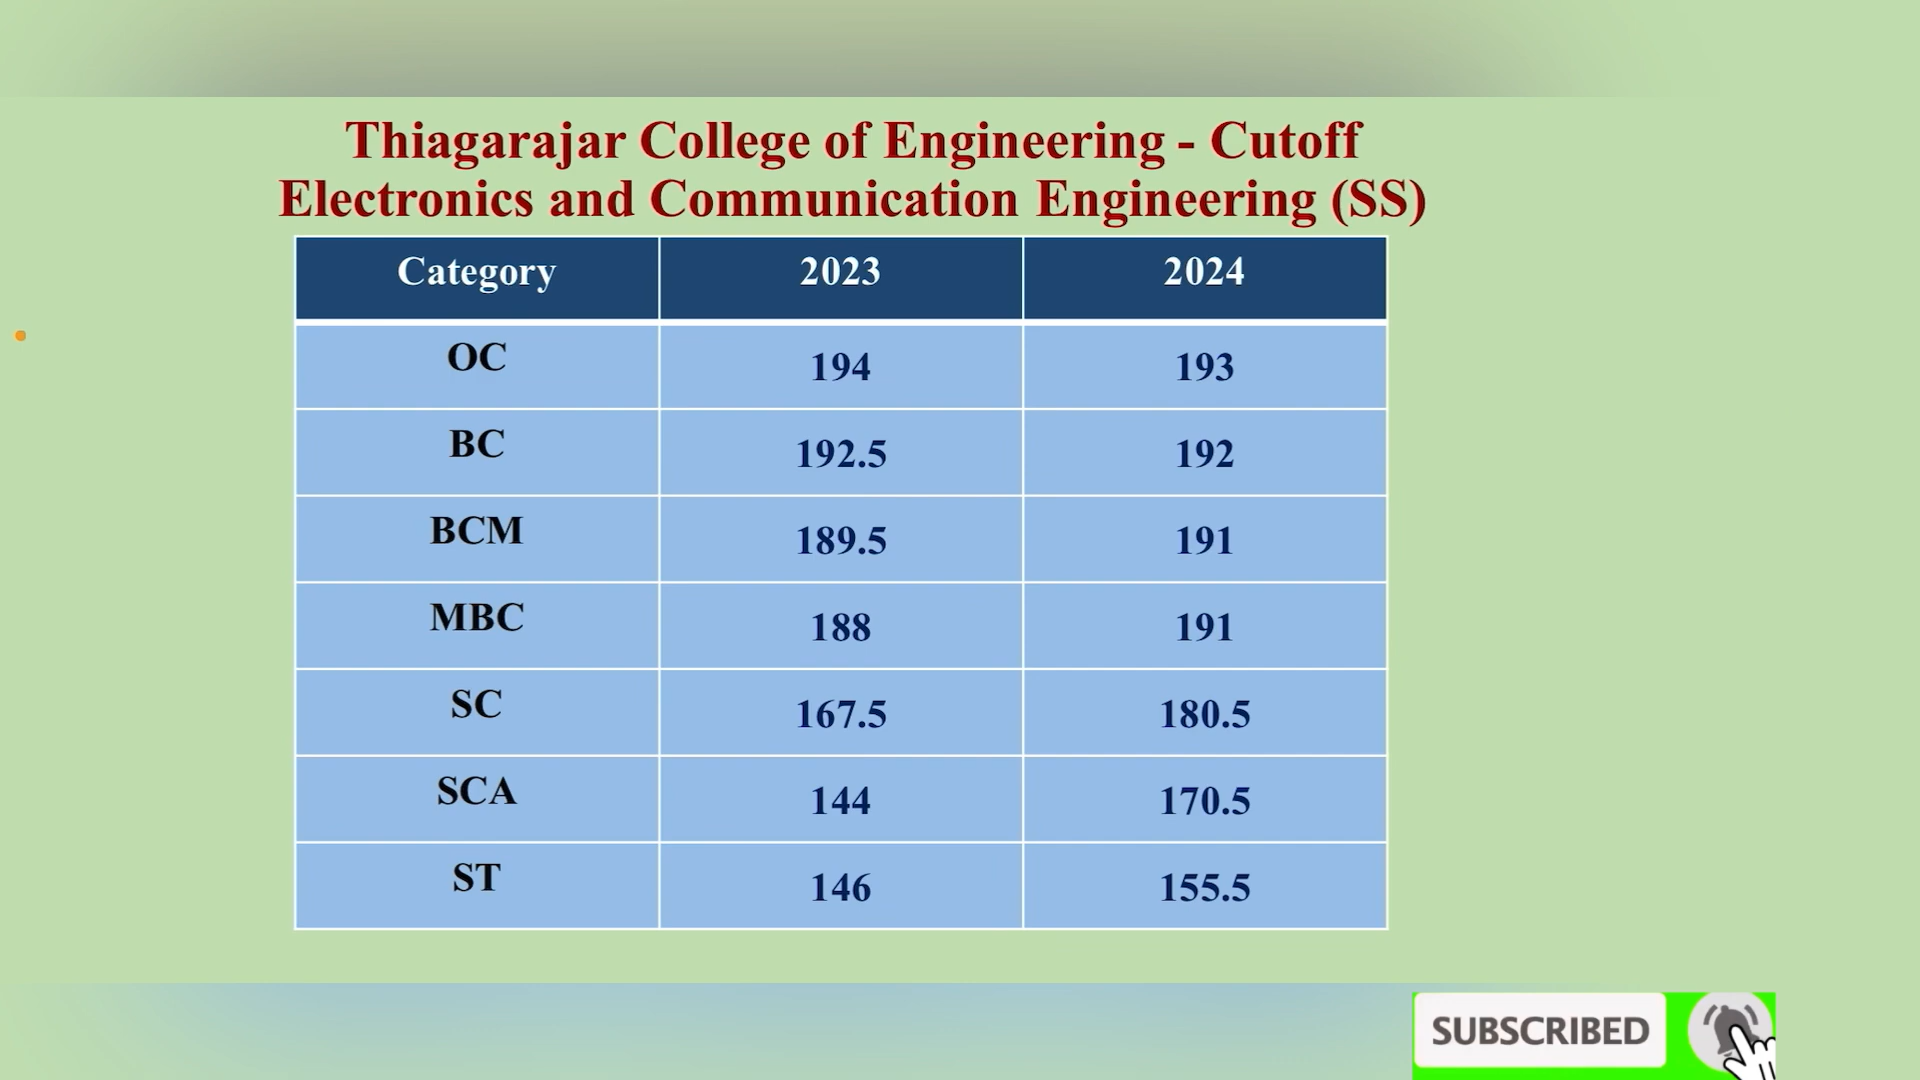 Thiagarajar College of Engineering - Cutoff
Electronics and Communication Engineering (SS)
Category 2023 2024
OC 194 193
BC 192.5 192
BCM 189.5 191
MBC 188 191
SC 167.5 180.5
SCA 144 170.5
ST 146 155.5
SUBSCRIBED